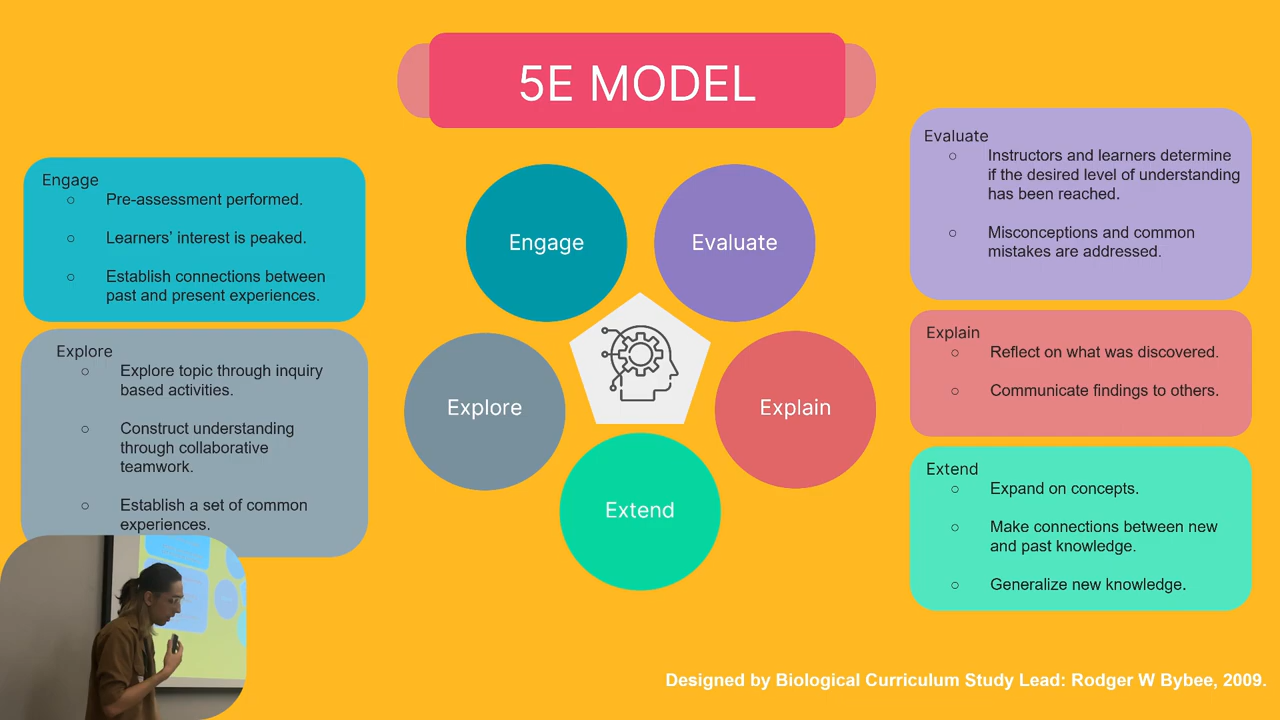 5E MODEL
Engage
○ Pre-assessment performed.
○ Learners’ interest is peaked.
○ Establish connections between
past and present experiences.
Explore
○ Explore topic through inquiry
based activities.
○ Construct understanding
through collaborative
teamwork.
○ Establish a set of common
experiences.
Engage
Evaluate
Explore
Explain
Extend
Evaluate
○ Instructors and learners determine
if the desired level of understanding
has been reached.
○ Misconceptions and common
mistakes are addressed.
Explain
○ Reflect on what was discovered.
○ Communicate findings to others.
Extend
○ Expand on concepts.
○ Make connections between new
and past knowledge.
○ Generalize new knowledge.
Designed by Biological Curriculum Study Lead: Rodger W Bybee, 2009.